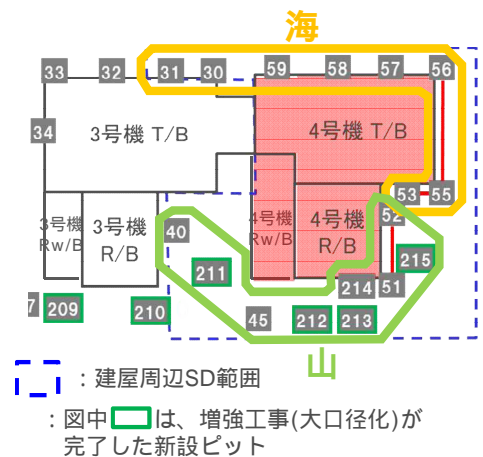 海
33
32
31
30
59
58
57
56
34
3号機 T/B
4号機 T/B
53
55
3号機
Rw/B
3号機
R/B
40
4号機
Rw/B
4号機
R/B
52
211
215
214
51
7
209
210
45
212
213
山
：建屋周辺SD範囲
：図中 は、増強工事(大口径化)が
完了した新設ピット